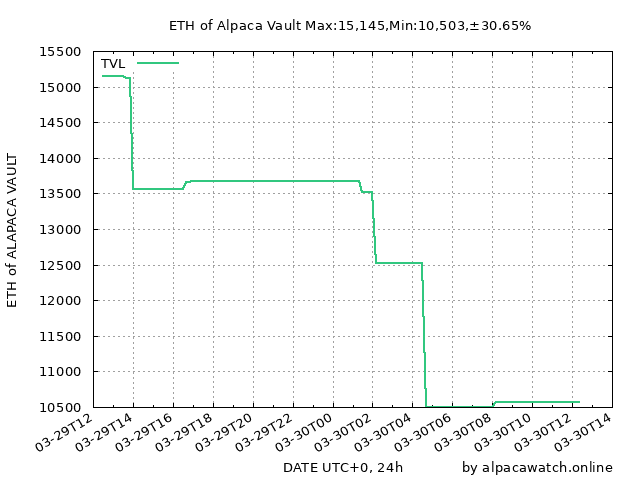 ETH of Alpaca Vault Max:15,145,Min:10,503,±30.65%
TVL
15500
15000
14500
14000
13500
13000
12500
12000
11500
11000
10500
ETH of ALAPACA VAULT
03-29T12
03-29T14
03-29T16
03-29T18
03-29T20
03-29T22
03-30T00
03-30T02
03-30T04
03-30T06
03-30T08
03-30T10
03-30T12
03-30T14
DATE UTC+0, 24h
by alpacawatch.online